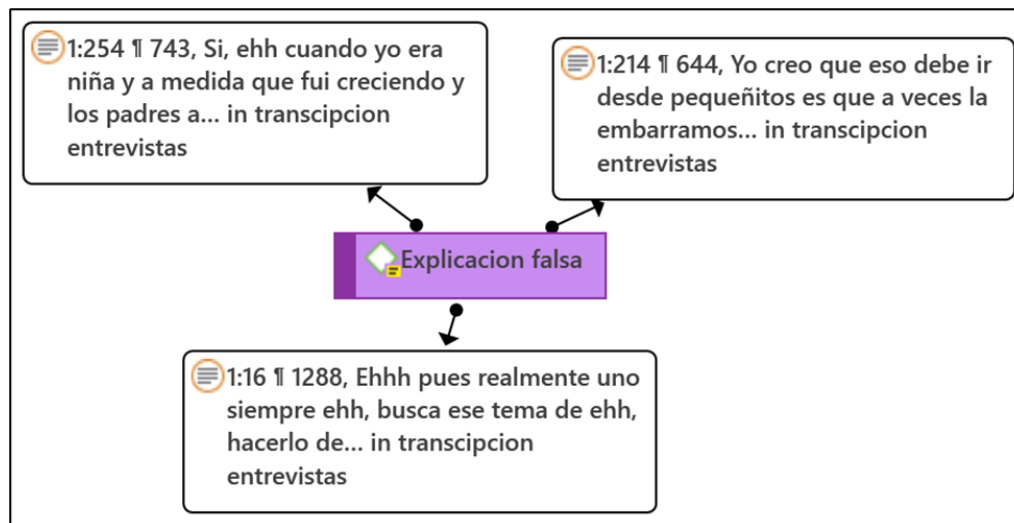 1:254 ¶ 743, Si, ehh cuando yo era
niña y a medida que fui creciendo y
los padres a... in transcipcion
entrevistas
1:214 ¶ 644, Yo creo que eso debe ir
desde pequeñitos es que a veces la
embarramos... in transcipcion
entrevistas
Explicacion falsa
1:16 ¶ 1288, Ehhh pues realmente uno
siempre ehh, busca ese tema de ehh,
hacerlo de... in transcipcion
entrevistas